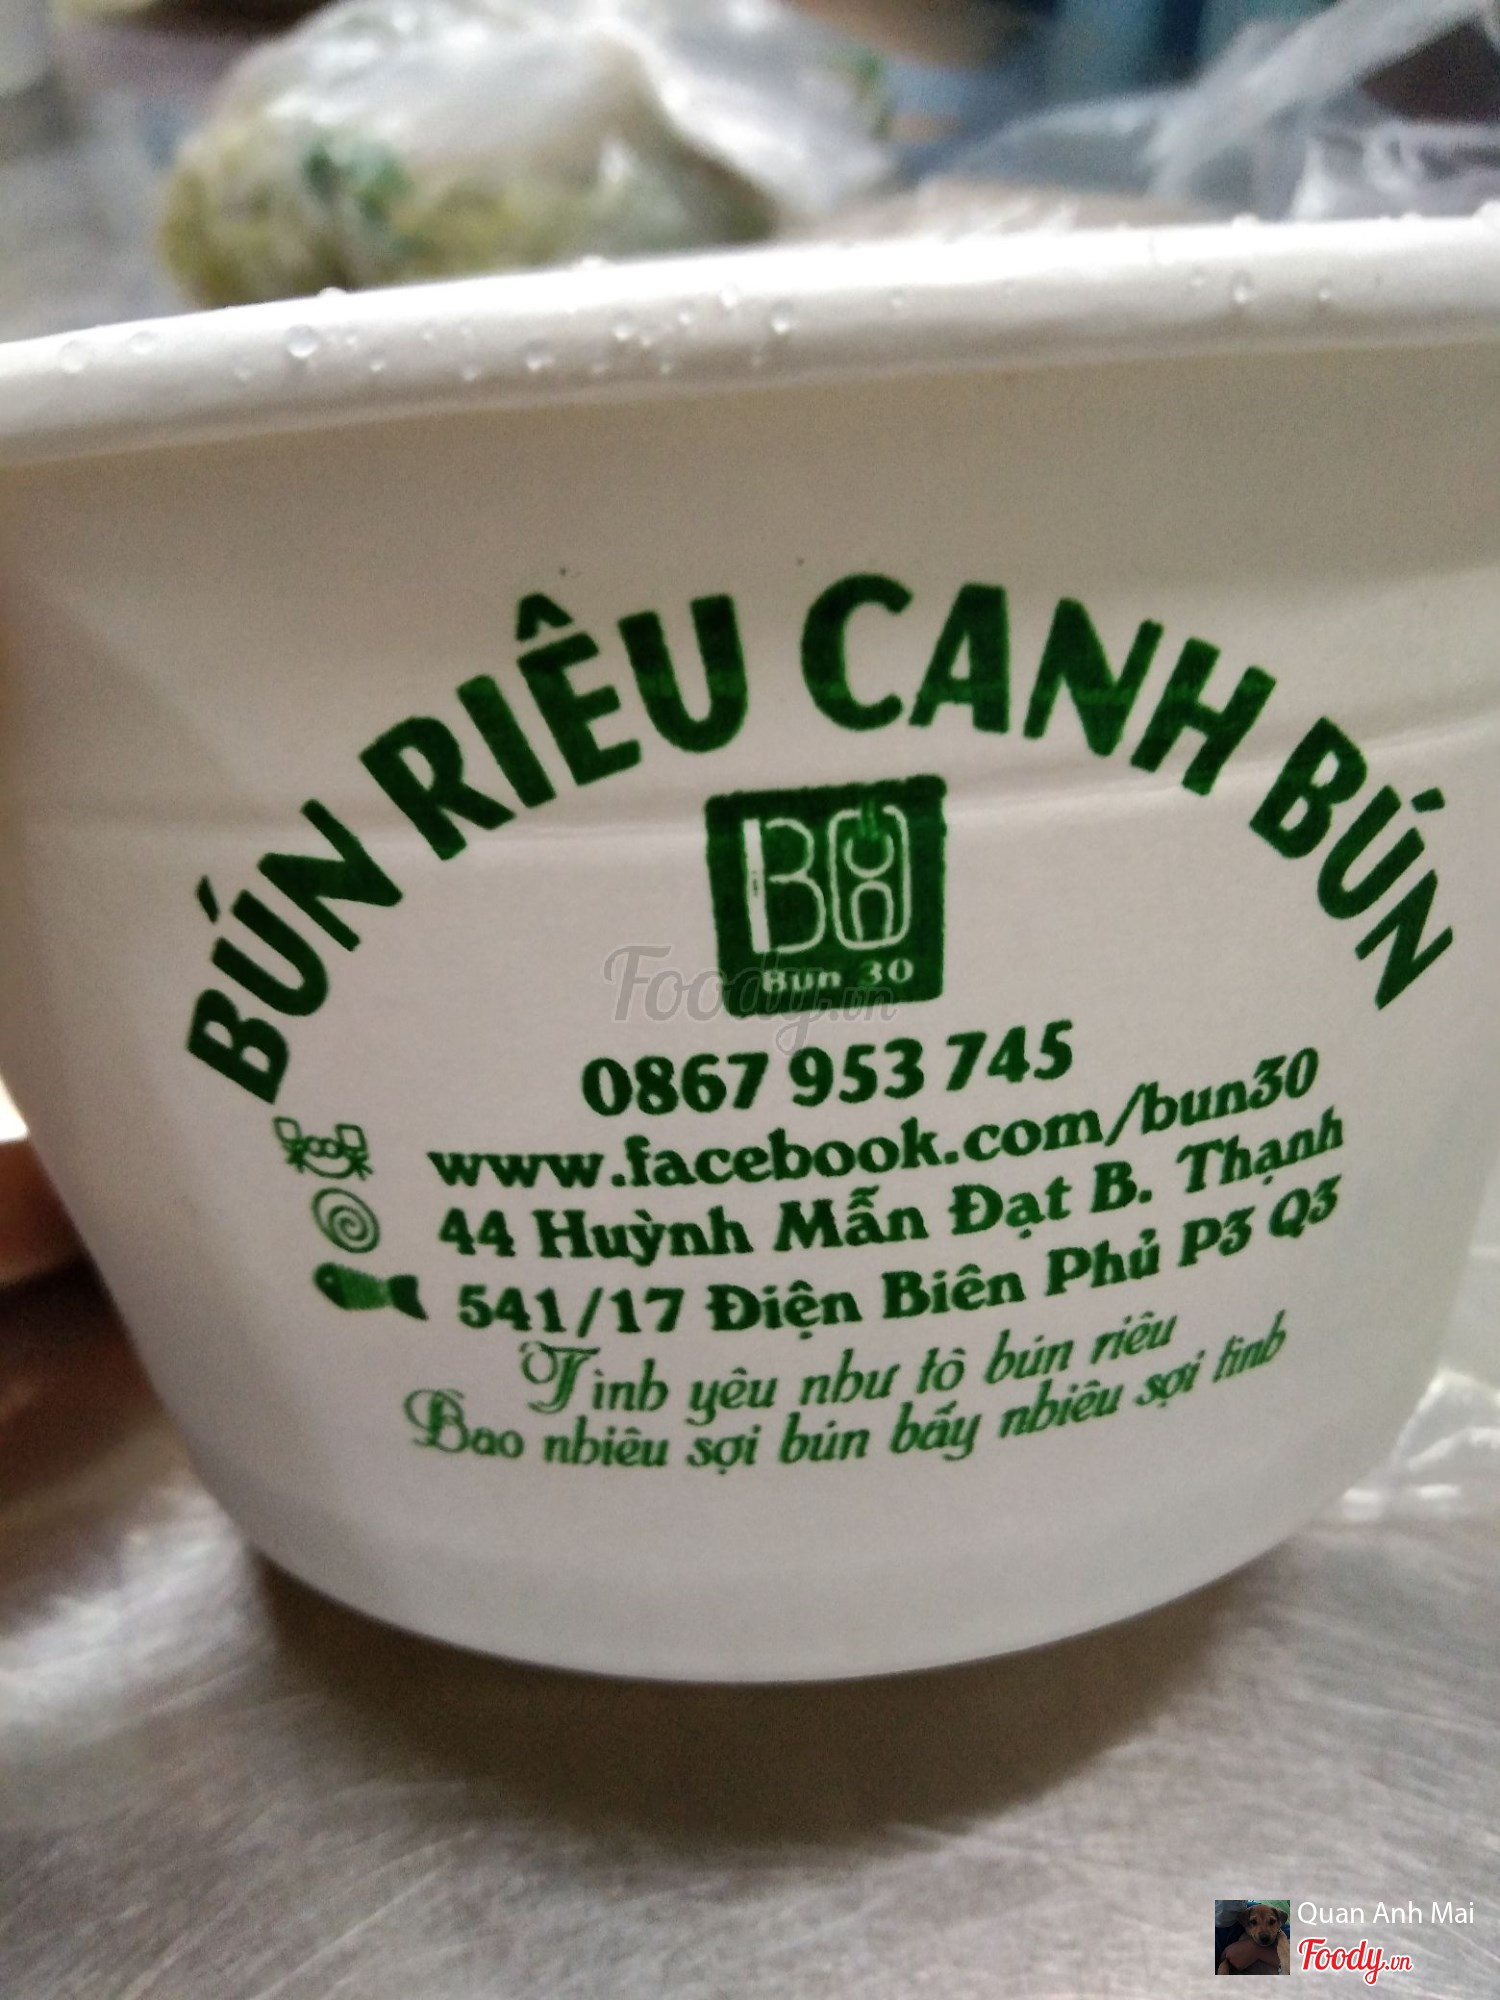 BÚN RIÊU CANH BÚN
BÚN
Bún 30
Foody.vn
0867 953 745
www.facebook.com/bun30
44 Huỳnh Mẫn Đạt B. Thạnh
541/17 Điện Biên Phủ P3 Q3
Tình yêu như tô bún riêu
Bao nhiêu sợi bún bấy nhiêu sợi tình
Quan Anh Mai
Foody.vn